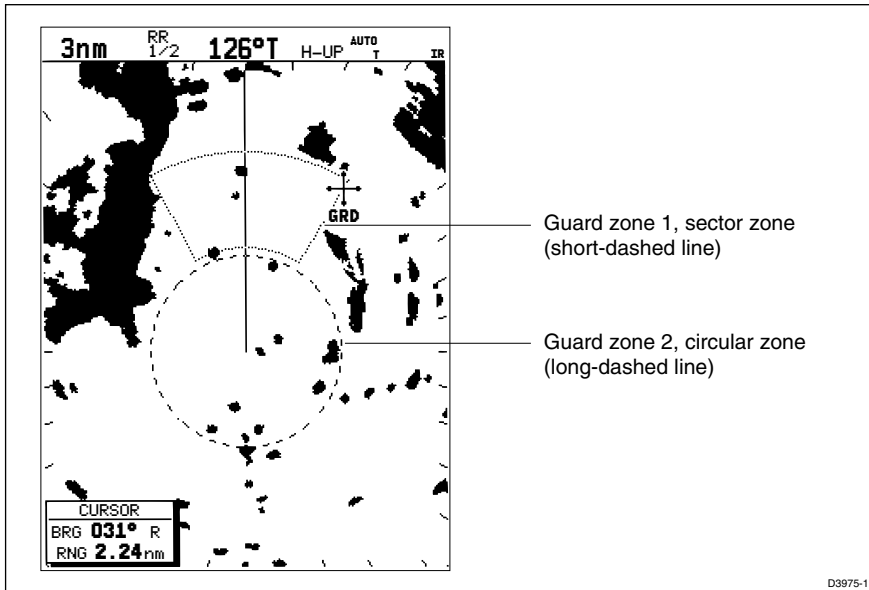 3nm RR 1/2 126°T H-UP AUTO T IR
GRD
Guard zone 1, sector zone
(short-dashed line)
Guard zone 2, circular zone
(long-dashed line)
CURSOR
BRG 031° R
RNG 2.24nm
D3975-1